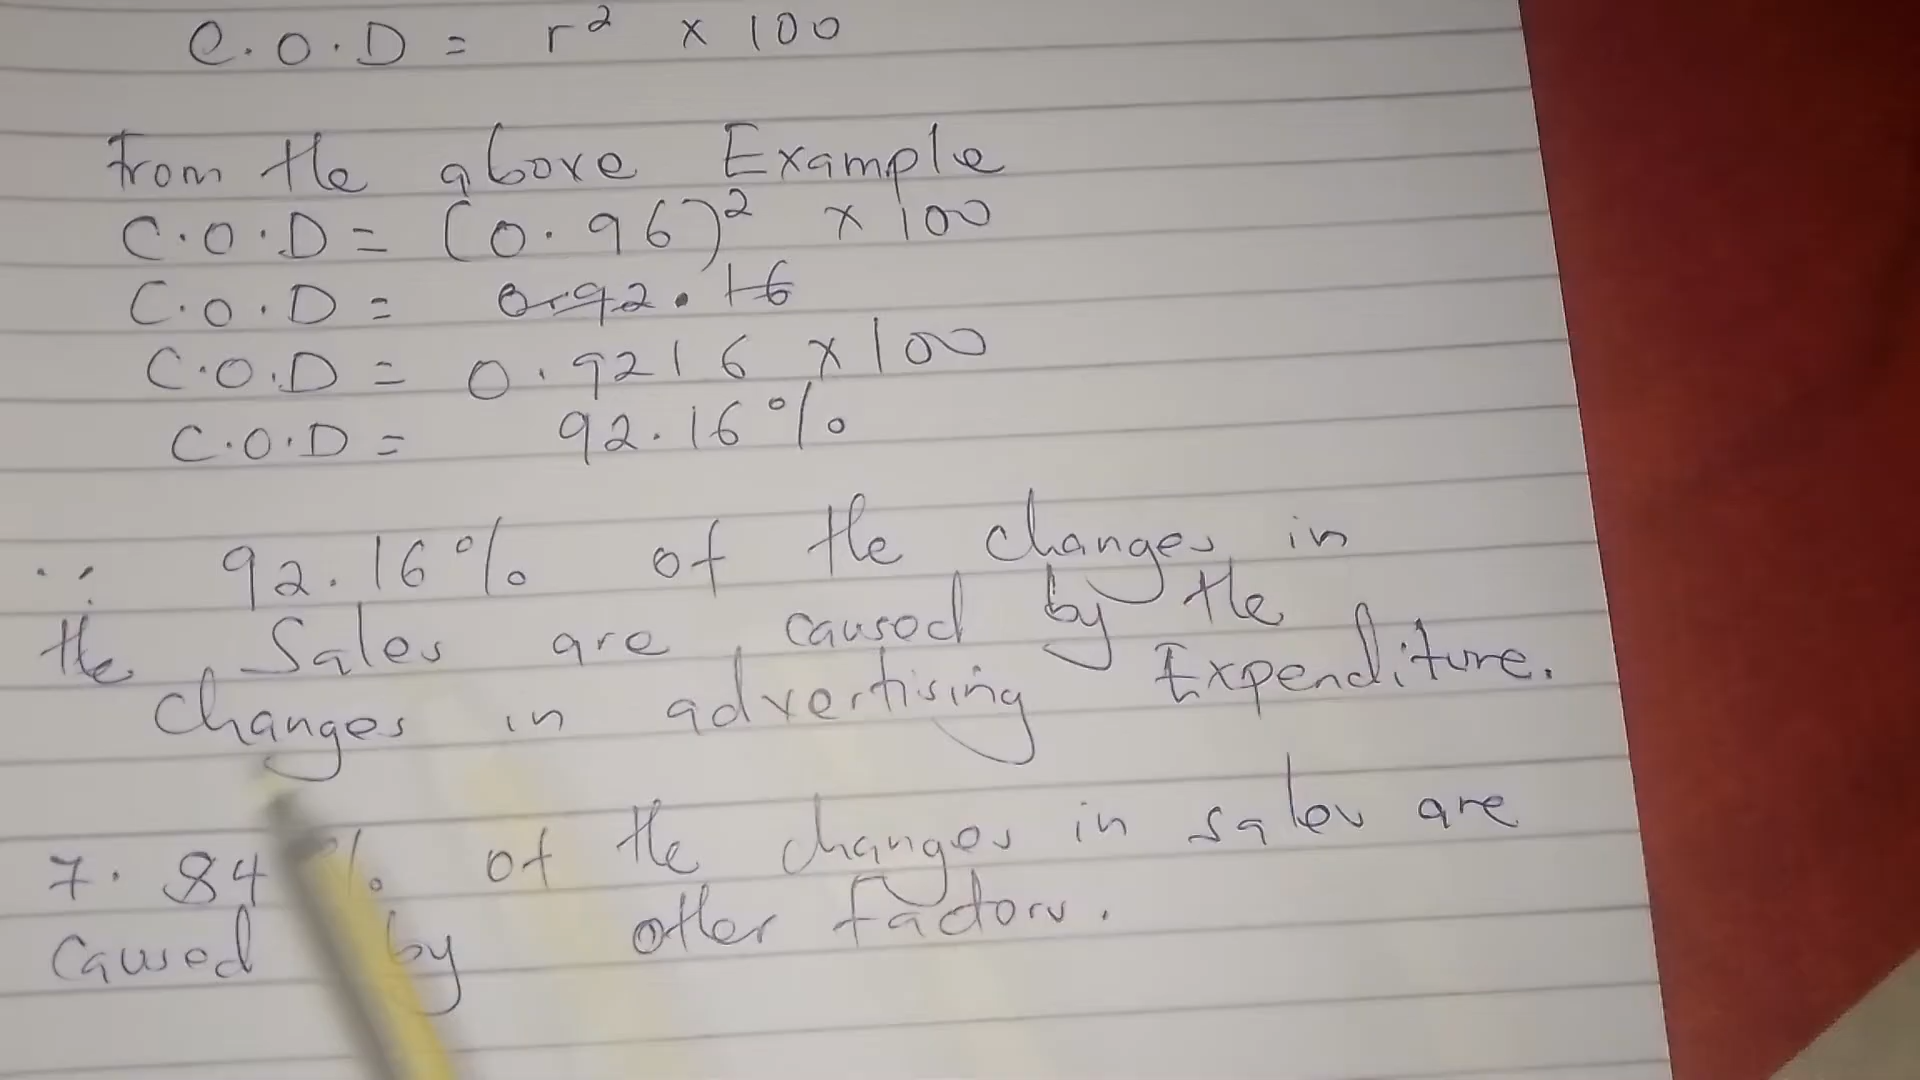 C.O.D = r² x 100
From the above Example
C.O.D = (0.96)² x 100
C.O.D = 0.92.16
C.O.D = 0.9216 x 100
C.O.D = 92.16%
∵ 92.16% of the changes in
the Sales are caused by the
changes in advertising Expenditure.
7.84% of the changes in sales are
caused by other factors.